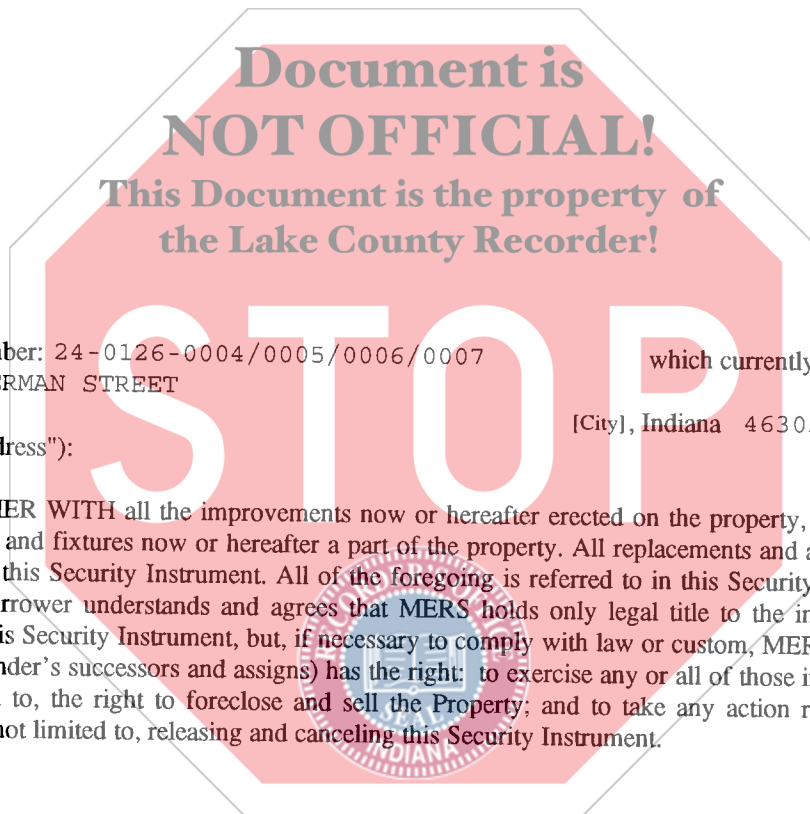 Document is
NOT OFFICIAL!
This Document is the property of
the Lake County Recorder!
STOP
ber: 24-0126-0004/0005/0006/0007 which currently
ERMAN STREET
[City], Indiana 4630
dress"):
ER WITH all the improvements now or hereafter erected on the property,
and fixtures now or hereafter a part of the property. All replacements and a
this Security Instrument. All of the foregoing is referred to in this Security
rrower understands and agrees that MERS holds only legal title to the in
is Security Instrument, but, if necessary to comply with law or custom, MER
nder's successors and assigns) has the right: to exercise any or all of those i
to, the right to foreclose and sell the Property; and to take any action r
not limited to, releasing and canceling this Security Instrument.
SEAL
INDIANA